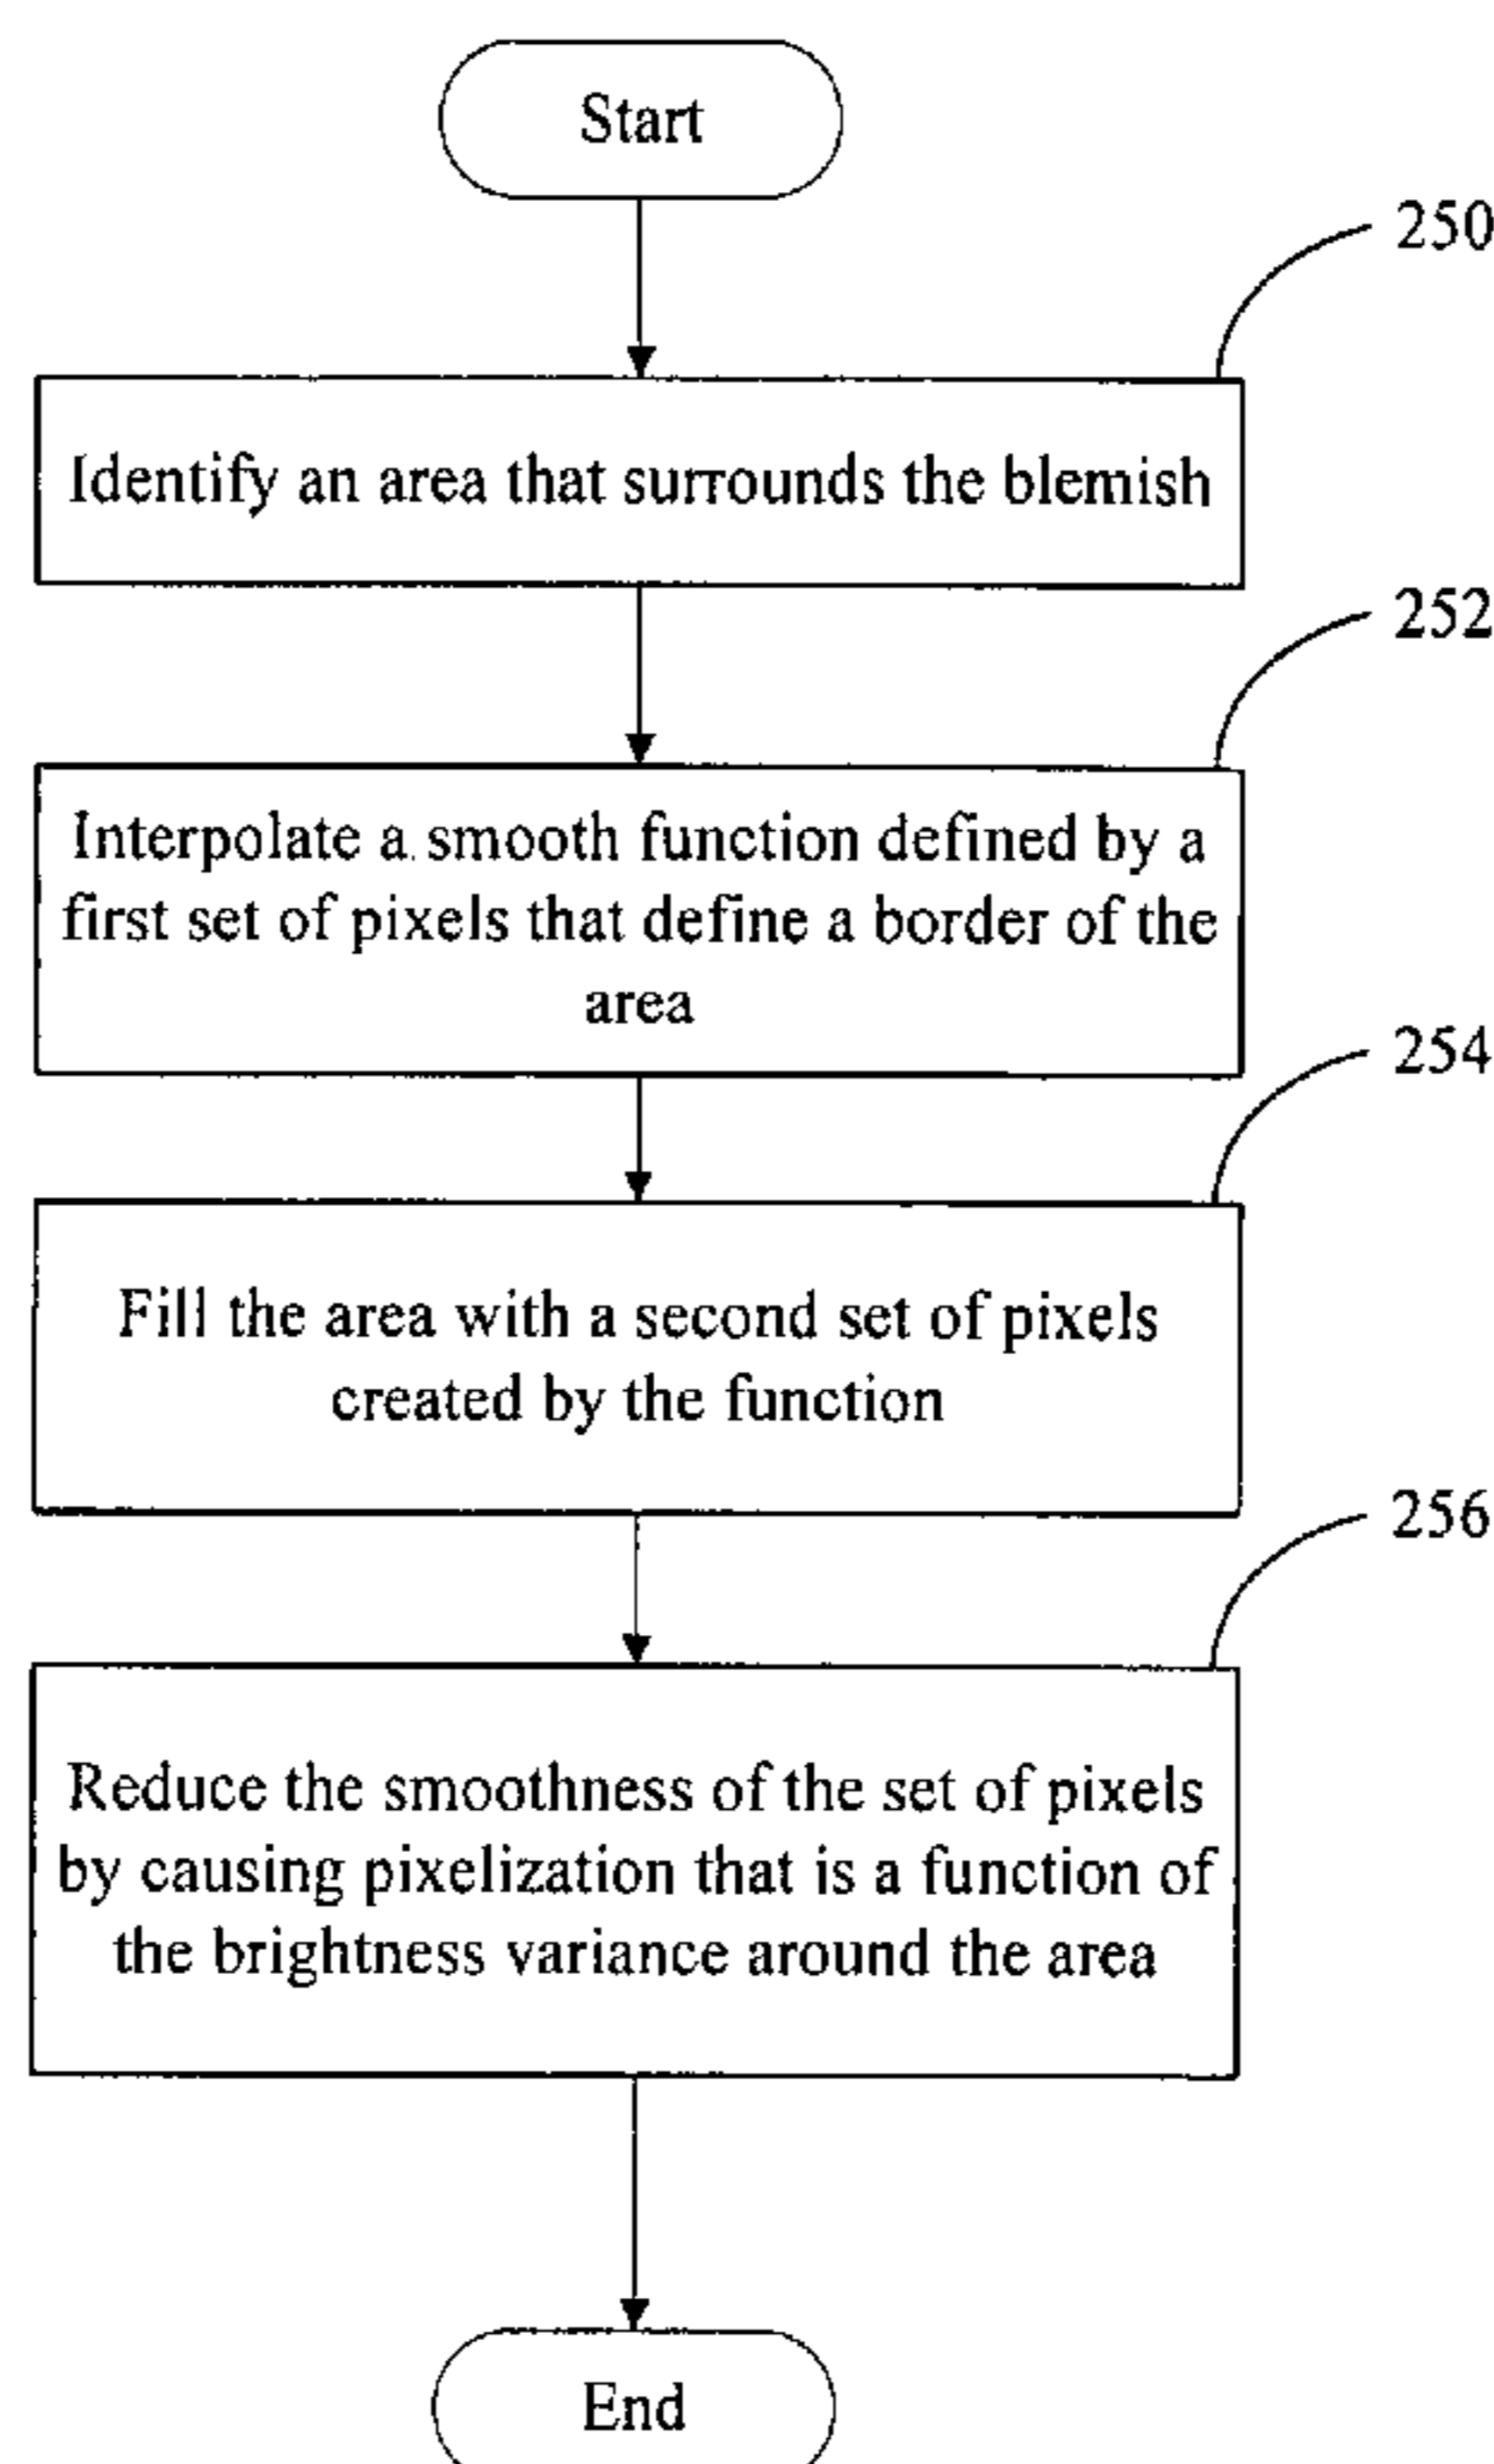 Start
250
Identify an area that surrounds the blemish
252
Interpolate a smooth function defined by a
first set of pixels that define a border of the
area
254
Fill the area with a second set of pixels
created by the function
256
Reduce the smoothness of the set of pixels
by causing pixelization that is a function of
the brightness variance around the area
End